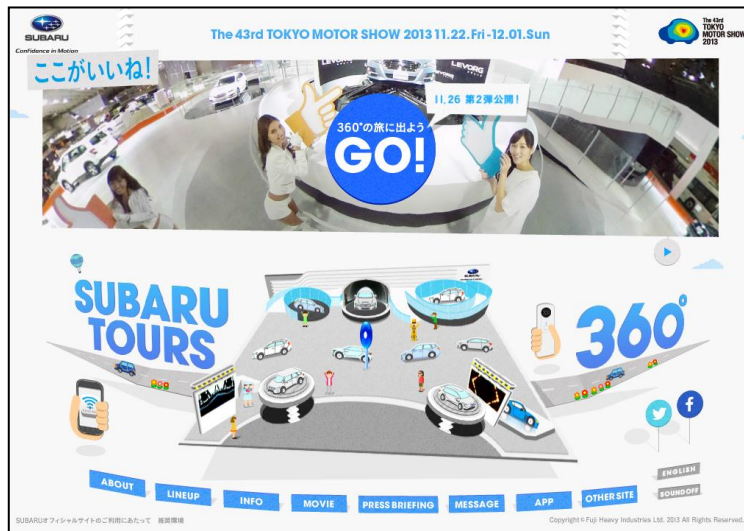 SUBARU
Confidence in Motion
The 43rd TOKYO MOTOR SHOW 2013 11.22.Fri-12.01.Sun
The 43rd
TOKYO
MOTOR SHOW
2013
ここがいいね!
LEVORG
LEVORG
11.26 第2弾公開!
360°の旅に出よう
GO!
SUBARU
TOURS
360°
ABOUT
LINEUP
INFO
MOVIE
PRESS BRIEFING
MESSAGE
APP
OTHER SITE
ENGLISH
SOUNDOFF
SUBARUオフィシャルサイトのご利用にあたって 推奨環境
Copyright © Fuji Heavy Industries Ltd. 2013 All Rights Reserved.